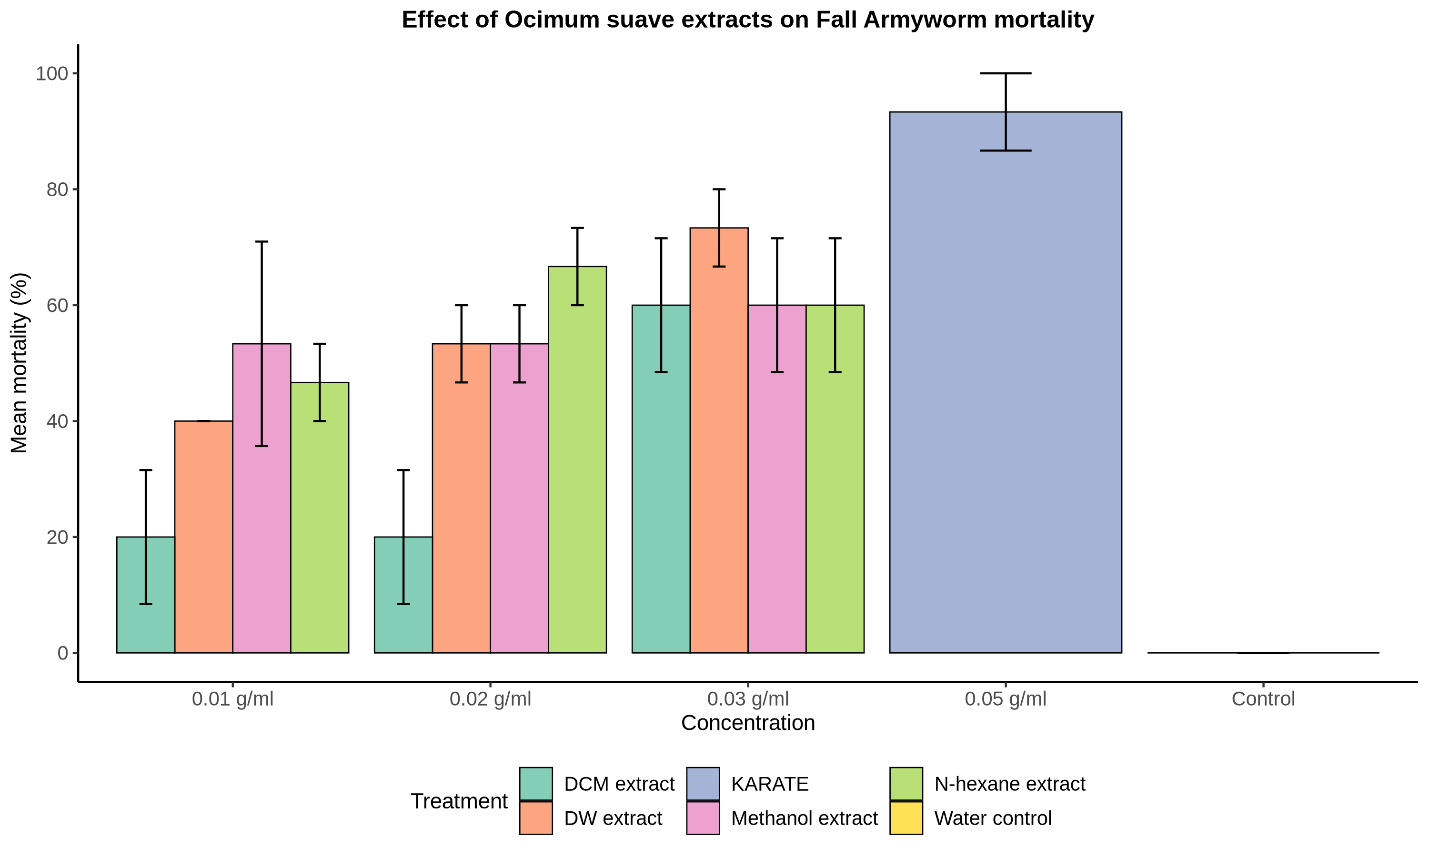 Effect of Ocimum suave extracts on Fall Armyworm mortality
Mean mortality (%)
100
80
60
40
20
0
0.01 g/ml 0.02 g/ml 0.03 g/ml 0.05 g/ml Control
Concentration
Treatment
DCM extract KARATE N-hexane extract
DW extract Methanol extract Water control